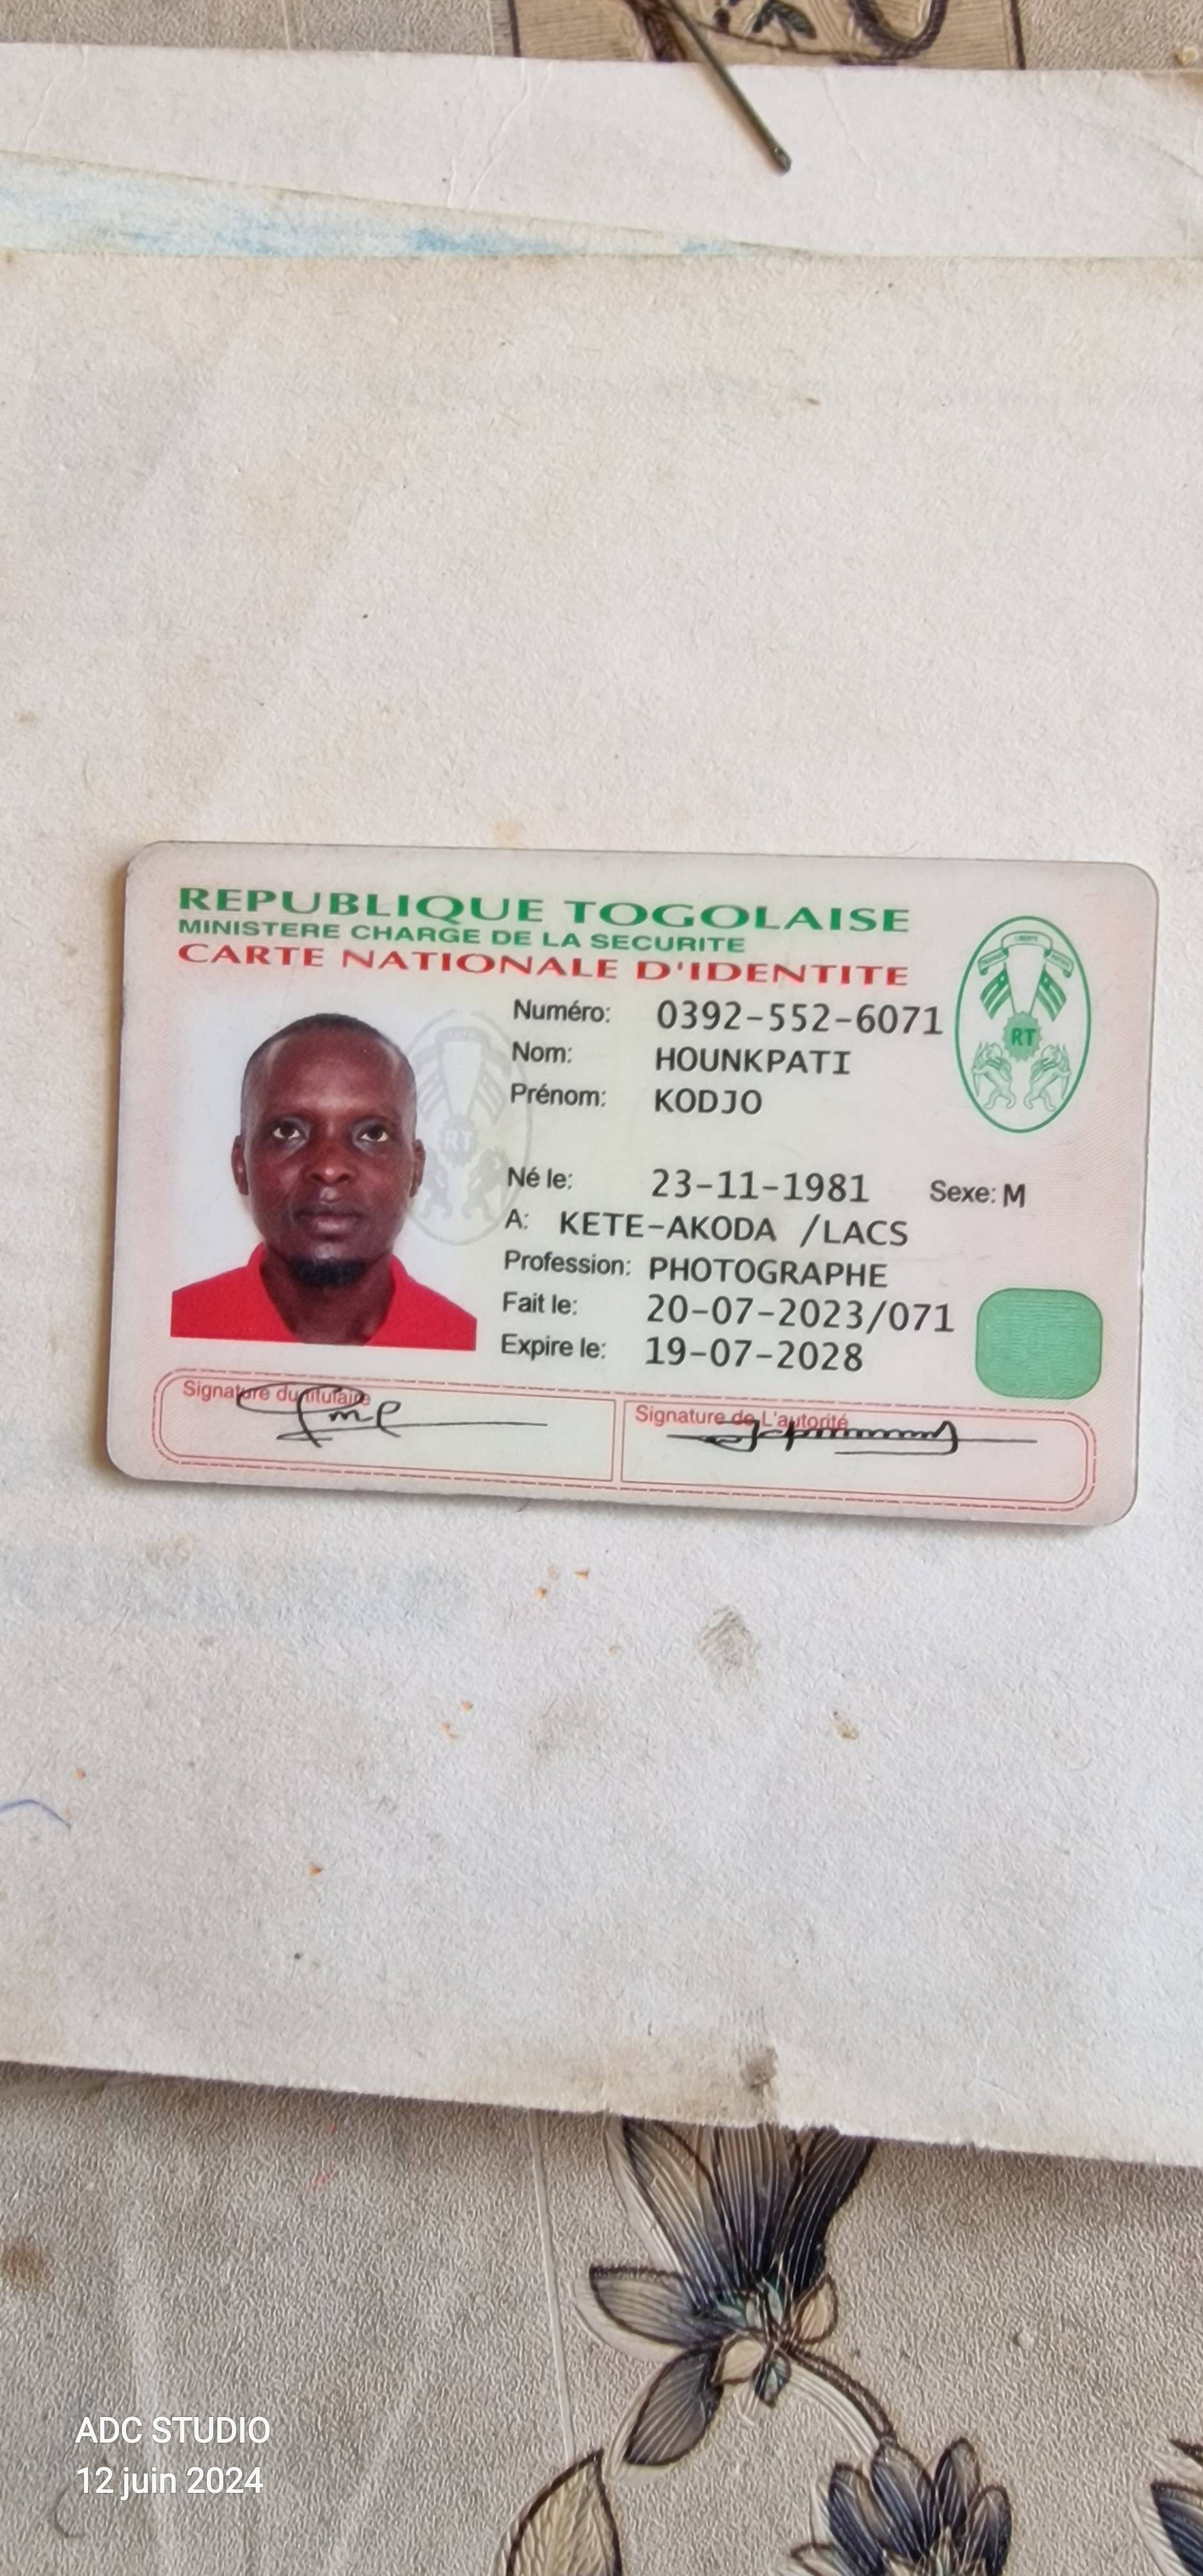 REPUBLIQUE TOGOLAISE
MINISTERE CHARGE DE LA SECURITE
CARTE NATIONALE D'IDENTITE
Numéro: 0392-552-6071
Nom: HOUNKPATI
Prénom: KODJO
Né le: 23-11-1981 Sexe: M
A: KETE-AKODA /LACS
Profession: PHOTOGRAPHE
Fait le: 20-07-2023/071
Expire le: 19-07-2028
RT
RT
Signature du titulaire
Signature de L'autorité
ADC STUDIO
12 juin 2024